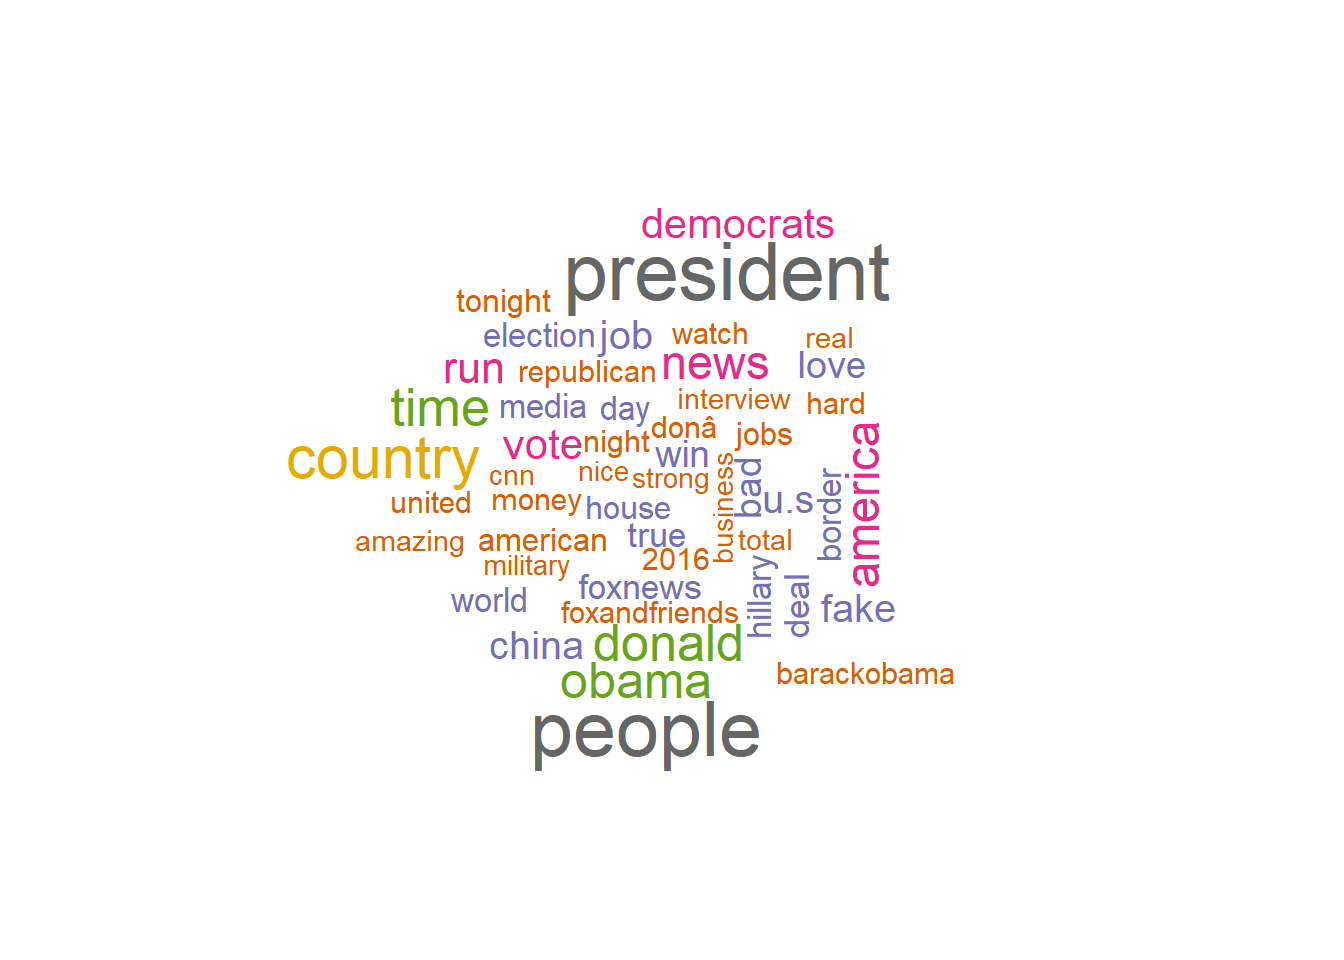 democrats
president
tonight
election
job
watch
real
run
republican
news
love
time
media
day
interview
hard
country
vote
night
donâ
jobs
win
america
cnn
nice
strong
business
bad
u.s
border
united
money
house
amazing
american
true
total
military
2016
world
foxnews
hillary
deal
fake
foxandfriends
china
donald
obama
barackobama
people